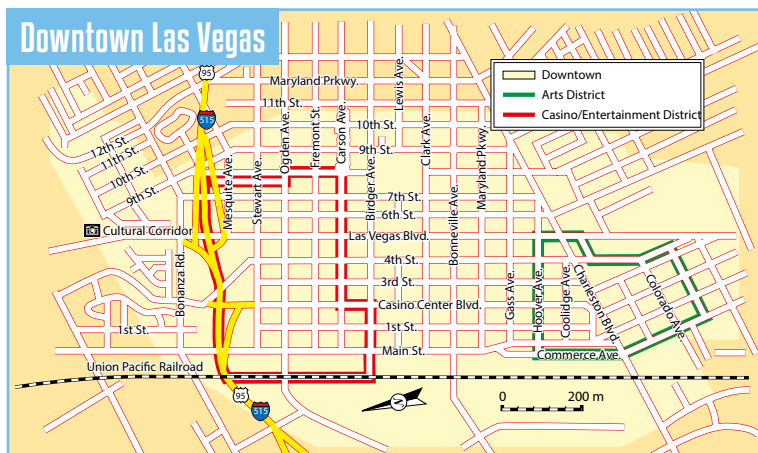 Downtown Las Vegas
95
Maryland Prkwy.
Lewis Ave.
Downtown
Arts District
Casino/Entertainment District
515
11th St.
Ogden Ave.
Fremont St.
Carson Ave.
10th St.
Clark Ave.
9th St.
Maryland Pkwy.
12th St.
11th St.
10th St.
9th St.
Mesquite Ave.
Stewart Ave.
Birdger Ave.
7th St.
6th St.
Bonneville Ave.
Cultural Corridor
Las Vegas Blvd.
Bonanza Rd.
4th St.
3rd St.
Gass Ave.
Hoover Ave.
Coolidge Ave.
Charleston Blvd.
Colorado Ave.
Casino Center Blvd.
1st St.
1st St.
Main St.
Commerce Ave.
Union Pacific Railroad
95
515
N
0 200 m